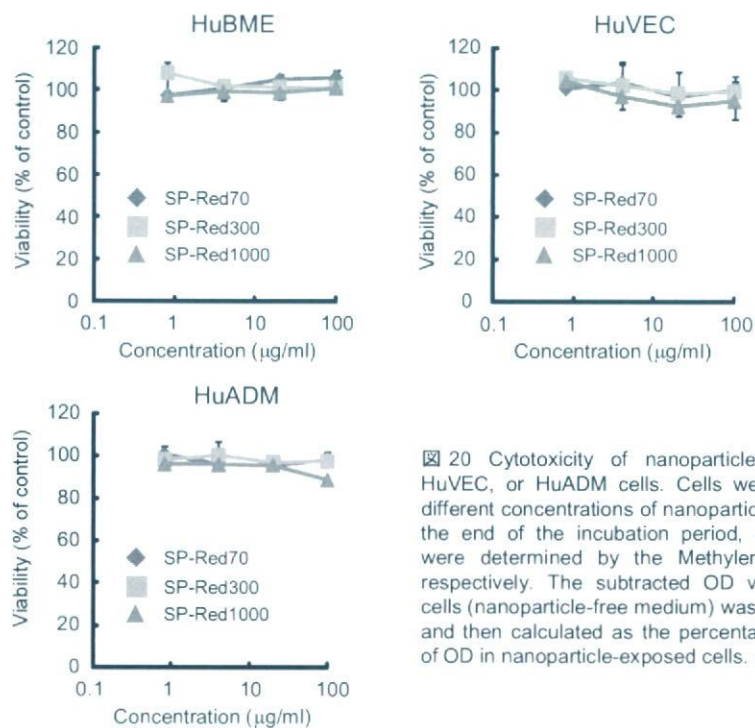 HuBME
Viability (% of control)
120
100
80
60
40
20
0
SP-Red70
SP-Red300
SP-Red1000
0.1
1
10
100
Concentration (μg/ml)
HuVEC
Viability (% of control)
120
100
80
60
40
20
0
SP-Red70
SP-Red300
SP-Red1000
0.1
1
10
100
Concentration (μg/ml)
HuADM
Viability (% of control)
120
100
80
60
40
20
0
SP-Red70
SP-Red300
SP-Red1000
0.1
1
10
100
Concentration (μg/ml)
図 20 Cytotoxicity of nanoparticle
HuVEC, or HuADM cells. Cells we
different concentrations of nanopartic
the end of the incubation period,
were determined by the Methyler
respectively. The subtracted OD v
cells (nanoparticle-free medium) was
and then calculated as the percenta
of OD in nanoparticle-exposed cells.